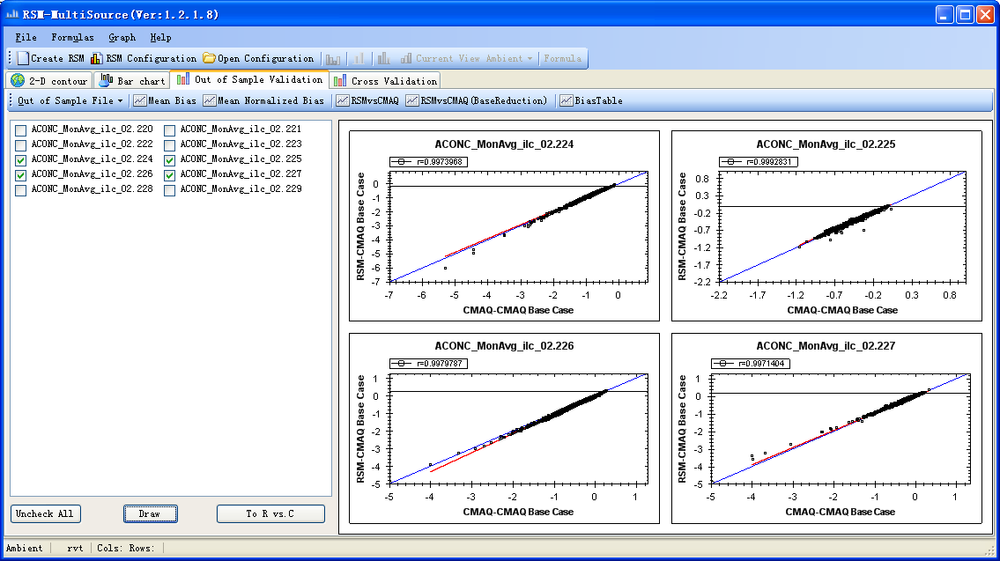 RSM-MultiSource(Ver:1.2.1.8)
File Formulas Graph Help
Create RSM RSM Configuration Open Configuration Current View Ambient Formula
2-D contour Bar chart Out of Sample Validation Cross Validation
Out of Sample File Mean Bias Mean Normalized Bias RSMvsCMAQ RSMvsCMAQ(BaseReduction) BiasTable
ACONC_MonAvg_ilc_02.220 ACONC_MonAvg_ilc_02.221
ACONC_MonAvg_ilc_02.222 ACONC_MonAvg_ilc_02.223
ACONC_MonAvg_ilc_02.224 ACONC_MonAvg_ilc_02.225
ACONC_MonAvg_ilc_02.226 ACONC_MonAvg_ilc_02.227
ACONC_MonAvg_ilc_02.228 ACONC_MonAvg_ilc_02.229
Uncheck All Draw To R vs.C
ACONC_MonAvg_ilc_02.224
r=0.9973968
RSM-CMAQ Base Case
0
-1
-2
-3
-4
-5
-6
-7
-7 -6 -5 -4 -3 -2 -1 0
CMAQ-CMAQ Base Case
ACONC_MonAvg_ilc_02.225
r=0.9992831
RSM-CMAQ Base Case
0.8
0.3
-0.2
-0.7
-1.2
-1.7
-2.2
-2.2 -1.7 -1.2 -0.7 -0.2 0.3 0.8
CMAQ-CMAQ Base Case
ACONC_MonAvg_ilc_02.226
r=0.9979787
RSM-CMAQ Base Case
1
0
-1
-2
-3
-4
-5
-5 -4 -3 -2 -1 0 1
CMAQ-CMAQ Base Case
ACONC_MonAvg_ilc_02.227
r=0.9971404
RSM-CMAQ Base Case
1
0
-1
-2
-3
-4
-5
-5 -4 -3 -2 -1 0 1
CMAQ-CMAQ Base Case
Ambient rvt Cols: Rows: